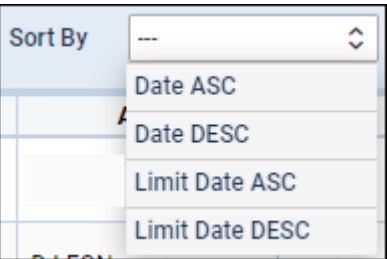 Sort By
---
Date ASC
Date DESC
Limit Date ASC
Limit Date DESC